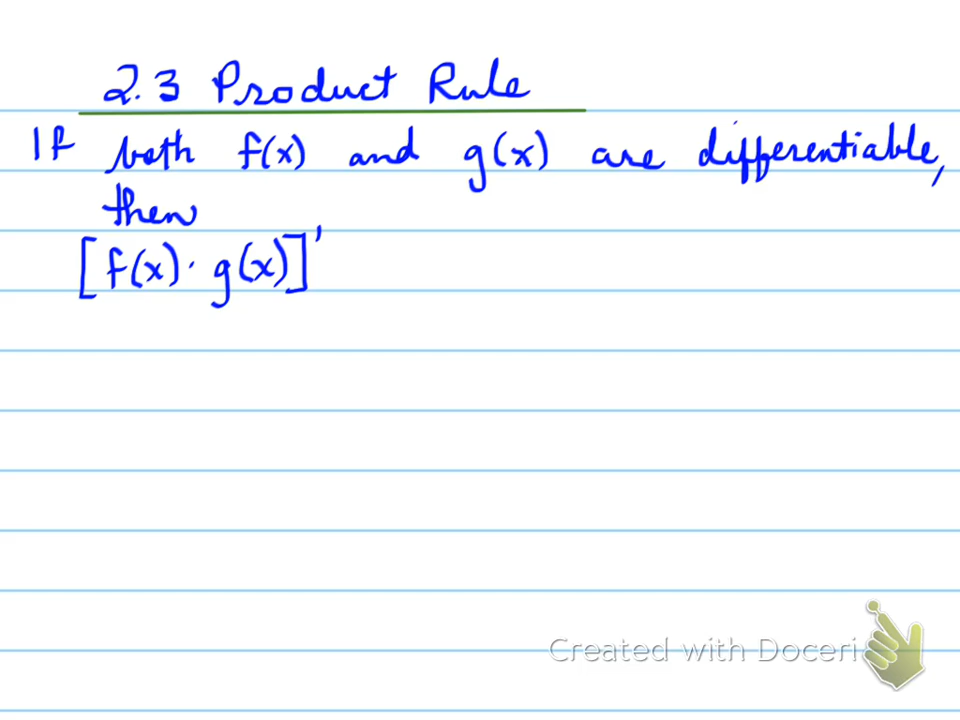 2.3 Product Rule
If both f(x) and g(x) are differentiable,
then
[f(x) · g(x)]'
Created with Doceri